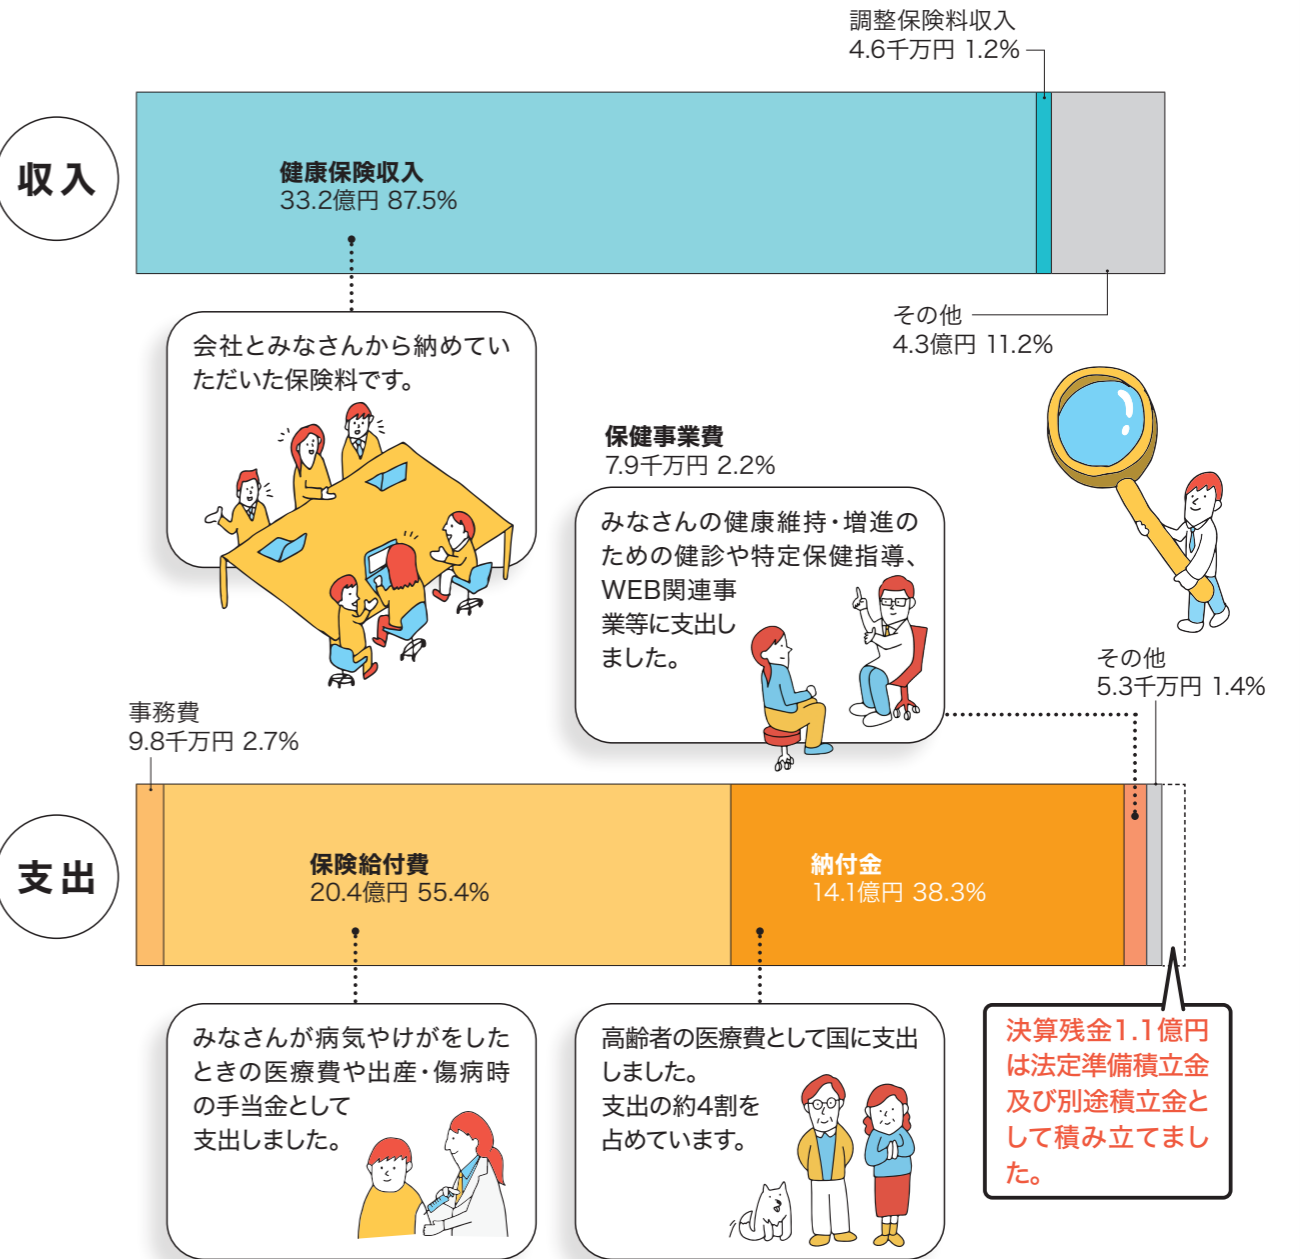 調整保険料収入
4.6千万円 1.2%
収入
健康保険収入
33.2億円 87.5%
その他
4.3億円 11.2%
会社とみなさんから納めてい
ただいた保険料です。
保健事業費
7.9千万円 2.2%
みなさんの健康維持・増進の
ための健診や特定保健指導、
WEB関連事
業等に支出し
ました。
その他
5.3千万円 1.4%
事務費
9.8千万円 2.7%
支出
保険給付費
20.4億円 55.4%
納付金
14.1億円 38.3%
みなさんが病気やけがをした
ときの医療費や出産・傷病時
の手当金として
支出しました。
高齢者の医療費として国に支出
しました。
支出の約4割を
占めています。
決算残金1.1億円
は法定準備積立金
及び別途積立金と
して積み立てまし
た。